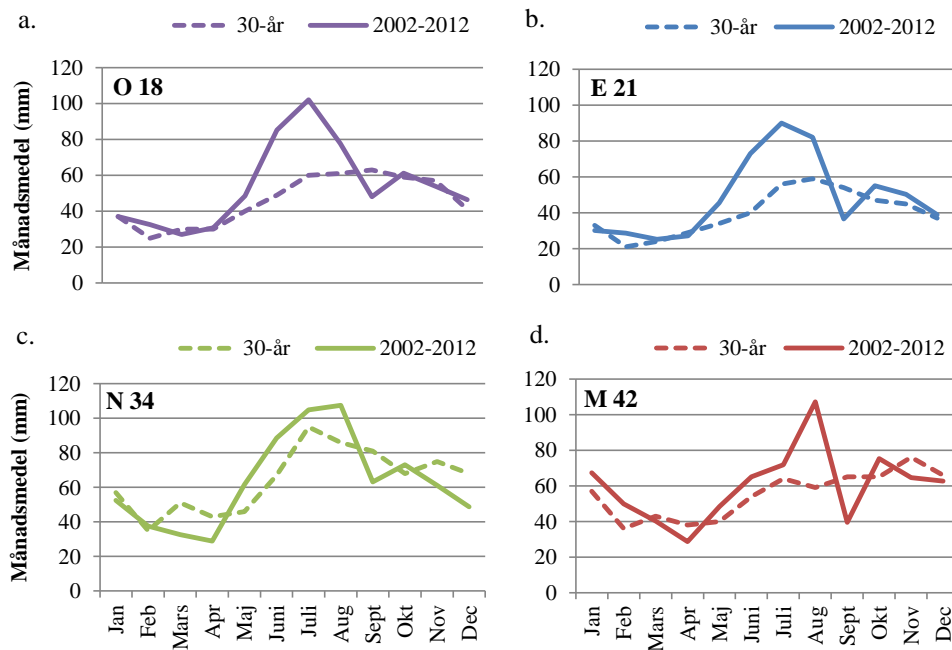 a.
30-år 2002-2012
O 18
Månadsmedel (mm)
120
100
80
60
40
20
0
b.
30-år 2002-2012
E 21
120
100
80
60
40
20
0
c.
30-år 2002-2012
N 34
Månadsmedel (mm)
120
100
80
60
40
20
0
Jan
Feb
Mars
Apr
Maj
Juni
Juli
Aug
Sept
Okt
Nov
Dec
d.
30-år 2002-2012
M 42
120
100
80
60
40
20
0
Jan
Feb
Mars
Apr
Maj
Juni
Juli
Aug
Sept
Okt
Nov
Dec